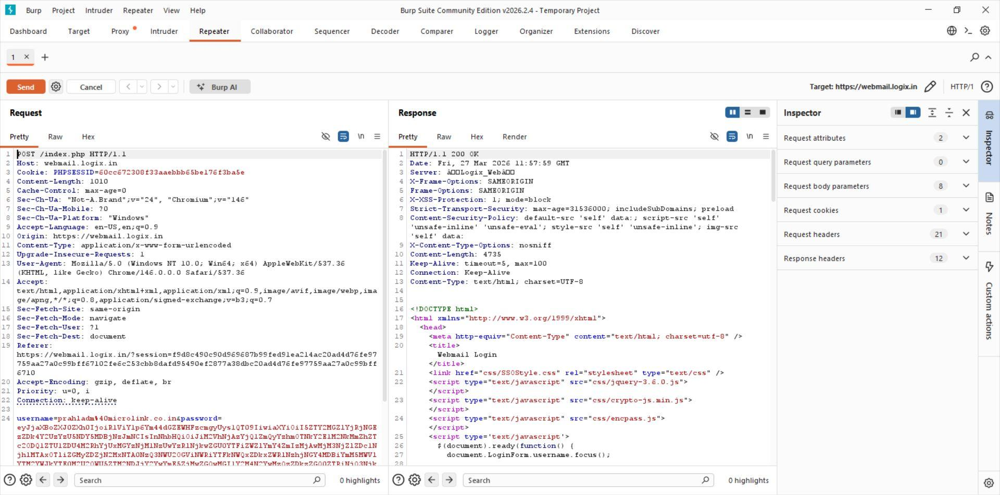 Burp Project Intruder Repeater View Help
Burp Suite Community Edition v2026.2.4 - Temporary Project
Dashboard Target Proxy Intruder Repeater Collaborator Sequencer Decoder Comparer Logger Organizer Extensions Discover
1
Send Cancel Burp AI
Target: https://webmail.logix.in HTTP/1
Request
Pretty Raw Hex \n
1 POST /index.php HTTP/1.1
2 Host: webmail.logix.in
3 Cookie: PHPSESSID=60cc672308f33aaebbb65be176f3ba5e
4 Content-Length: 1010
5 Cache-Control: max-age=0
6 Sec-Ch-Ua: "Not-A.Brand";v="24", "Chromium";v="146"
7 Sec-Ch-Ua-Mobile: ?0
8 Sec-Ch-Ua-Platform: "Windows"
9 Accept-Language: en-US,en;q=0.9
10 Origin: https://webmail.logix.in
11 Content-Type: application/x-www-form-urlencoded
12 Upgrade-Insecure-Requests: 1
13 User-Agent: Mozilla/5.0 (Windows NT 10.0; Win64; x64) AppleWebKit/537.36
(KHTML, like Gecko) Chrome/146.0.0.0 Safari/537.36
14 Accept:
text/html,application/xhtml+xml,application/xml;q=0.9,image/avif,image/webp,ima
ge/apng,*/*;q=0.8,application/signed-exchange;v=b3;q=0.7
15 Sec-Fetch-Site: same-origin
16 Sec-Fetch-Mode: navigate
17 Sec-Fetch-User: ?1
18 Sec-Fetch-Dest: document
19 Referer:
https://webmail.logix.in/?session=f9d8c490c90d969687b99fed91ea214ac20ad4d76fe97
759aa27a0c99bff67102fe6c253cbb8dafd95490ef2877a38dbc20ad4d76fe97759aa27a0c99bff
6710
20 Accept-Encoding: gzip, deflate, br
21 Priority: u=0, i
22 Connection: keep-alive
23
24 username=prahladm%40microlink.co.in&password=
0 highlights
Search
Response
Pretty Raw Hex Render \n
1 HTTP/1.1 200 OK
2 Date: Fri, 27 Mar 2026 11:57:59 GMT
3 Server: â□□Logix_Webâ□□
4 X-Frame-Options: SAMEORIGIN
5 Frame-Options: SAMEORIGIN
6 X-XSS-Protection: 1; mode=block
7 Strict-Transport-Security: max-age=31536000; includeSubDomains; preload
8 Content-Security-Policy: default-src 'self' data:; script-src 'self'
'unsafe-inline' 'unsafe-eval'; style-src 'self' 'unsafe-inline'; img-src
'self' data:
9 X-Content-Type-Options: nosniff
10 Content-Length: 4735
11 Keep-Alive: timeout=5, max=100
12 Connection: Keep-Alive
13 Content-Type: text/html; charset=UTF-8
14
15
16 <!DOCTYPE html>
17 <html xmlns="http://www.w3.org/1999/xhtml">
18 <head>
19 <meta http-equiv="Content-Type" content="text/html; charset=utf-8" />
20 <title>
Webmail Login
</title>
21 <link href="css/SSOStyle.css" rel="stylesheet" type="text/css" />
22 <script type="text/javascript" src="css/jquery-3.6.0.js">
</script>
23 <script type="text/javascript" src="css/crypto-js.min.js">
</script>
24 <script type="text/javascript" src="css/encpass.js">
</script>
25 <script type='text/javascript'>
26 $(document).ready(function() {
27 document.LoginForm.username.focus();
28
Search
0 highlights
Inspector
Request attributes 2
Request query parameters 0
Request body parameters 8
Request cookies 1
Request headers 21
Response headers 12
Inspector
Notes
Custom actions